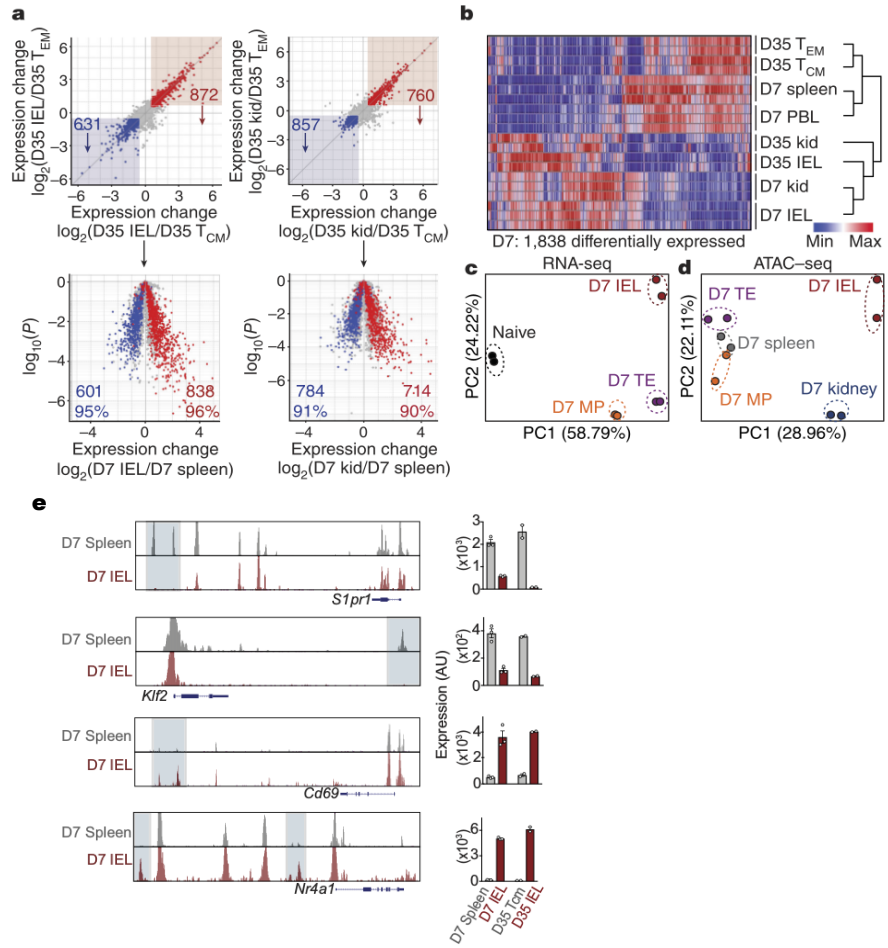 a
Expression change
log2(D35 IEL/D35 TEM)
6
3
0
−3
−6
872
631
−6 −3 0 3 6
Expression change
log2(D35 IEL/D35 TCM)
Expression change
log2(D35 kid/D35 TEM)
6
3
0
−3
−6
760
857
−6 −3 0 3 6
Expression change
log2(D35 kid/D35 TCM)
log10(P)
0
−2
−4
−6
601
95%
838
96%
−4 0 4
Expression change
log2(D7 IEL/D7 spleen)
log10(P)
0
−2
−4
−6
784
91%
714
90%
−4 0 4
Expression change
log2(D7 kid/D7 spleen)
b
D35 TEM
D35 TCM
D7 spleen
D7 PBL
D35 kid
D35 IEL
D7 kid
D7 IEL
D7: 1,838 differentially expressed
Min Max
c
RNA-seq
D7 IEL
Naive
D7 TE
D7 MP
PC2 (24.22%)
PC1 (58.79%)
d
ATAC–seq
D7 IEL
D7 TE
D7 spleen
D7 MP
D7 kidney
PC2 (22.11%)
PC1 (28.96%)
e
D7 Spleen
D7 IEL
S1pr1
3
2
1
0
(x10³)
D7 Spleen
D7 IEL
Klf2
4
2
0
(x10²)
Expression (AU)
D7 Spleen
D7 IEL
Cd69
4
2
0
(x10³)
D7 Spleen
D7 IEL
Nr4a1
6
3
0
(x10³)
D7 Spleen
D7 IEL
D35 Tcm
D35 IEL